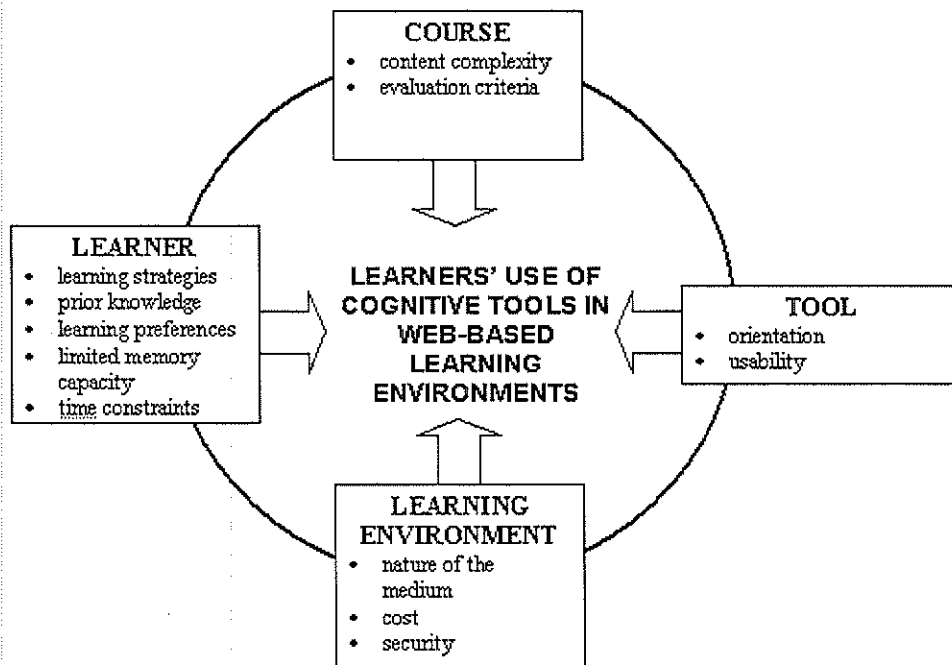 COURSE
• content complexity
• evaluation criteria
LEARNER
• learning strategies
• prior knowledge
• learning preferences
• limited memory
capacity
• time constraints
LEARNERS' USE OF
COGNITIVE TOOLS IN
WEB-BASED
LEARNING
ENVIRONMENTS
TOOL
• orientation
• usability
LEARNING
ENVIRONMENT
• nature of the
medium
• cost
• security